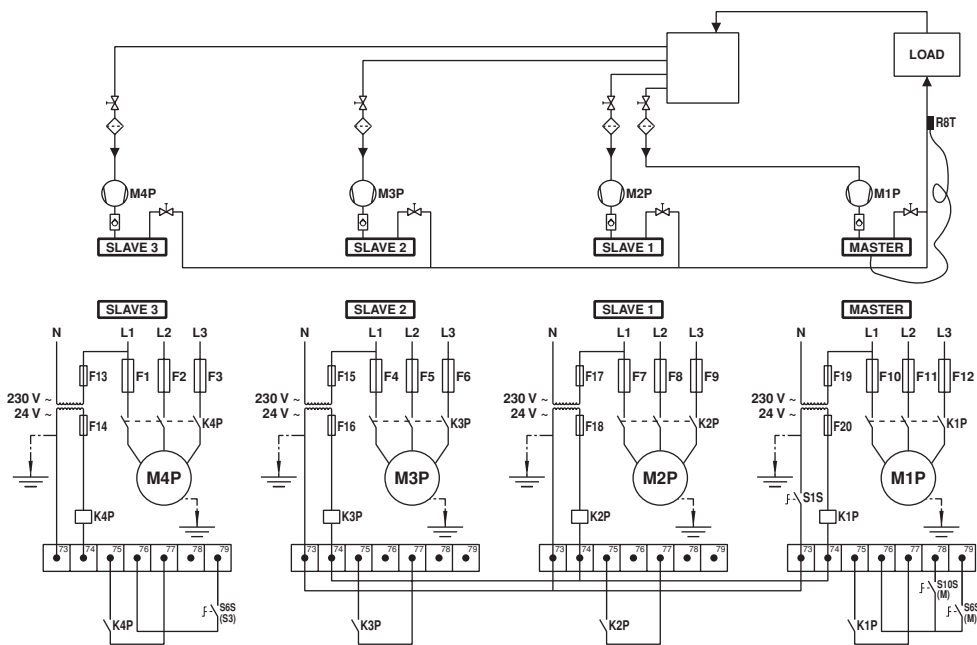 LOAD
R8T
M4P
M3P
M2P
M1P
SLAVE 3
SLAVE 2
SLAVE 1
MASTER
SLAVE 3
SLAVE 2
SLAVE 1
MASTER
N L1 L2 L3
N L1 L2 L3
N L1 L2 L3
N L1 L2 L3
F13 F1 F2 F3
F15 F4 F5 F6
F17 F7 F8 F9
F19 F10 F11 F12
230 V ~
230 V ~
230 V ~
230 V ~
24 V ~
24 V ~
24 V ~
24 V ~
F14 K4P
F16 K3P
F18 K2P
F20 K1P
M4P
M3P
M2P
M1P
S1S
K4P
K3P
K2P
K1P
73 74 75 76 77 78 79
73 74 75 76 77 78 79
73 74 75 76 77 78 79
73 74 75 76 77 78 79
K4P
S6S
(S3)
K3P
K2P
K1P
S10S
(M)
S6S
(M)